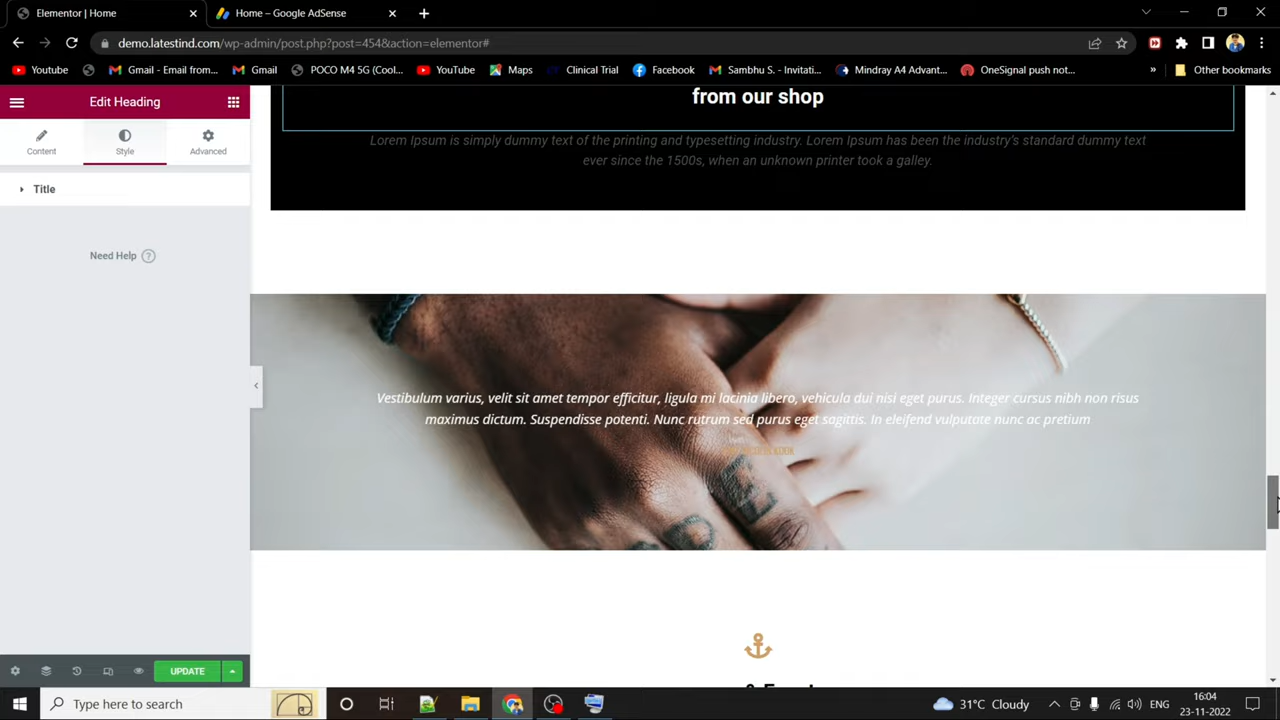 Elementor | Home
Home – Google AdSense
demo.latestind.com/wp-admin/post.php?post=454&action=elementor#
Youtube
Gmail - Email from...
Gmail
POCO M4 5G (Cool...
YouTube
Maps
Clinical Trial
Facebook
Sambhu S. - Invitati...
Mindray A4 Advant...
OneSignal push not...
»
Other bookmarks
Edit Heading
Content
Style
Advanced
Title
Need Help ?
UPDATE
from our shop
Lorem Ipsum is simply dummy text of the printing and typesetting industry. Lorem Ipsum has been the industry's standard dummy text
ever since the 1500s, when an unknown printer took a galley.
Vestibulum varius, velit sit amet tempor efficitur, ligula mi lacinia libero, vehicula dui nisi eget purus. Integer cursus nibh non risus
maximus dictum. Suspendisse potenti. Nunc rutrum sed purus eget sagittis. In eleifend vulputate nunc ac pretium
Type here to search
31°C Cloudy
ENG
16:04
23-11-2022